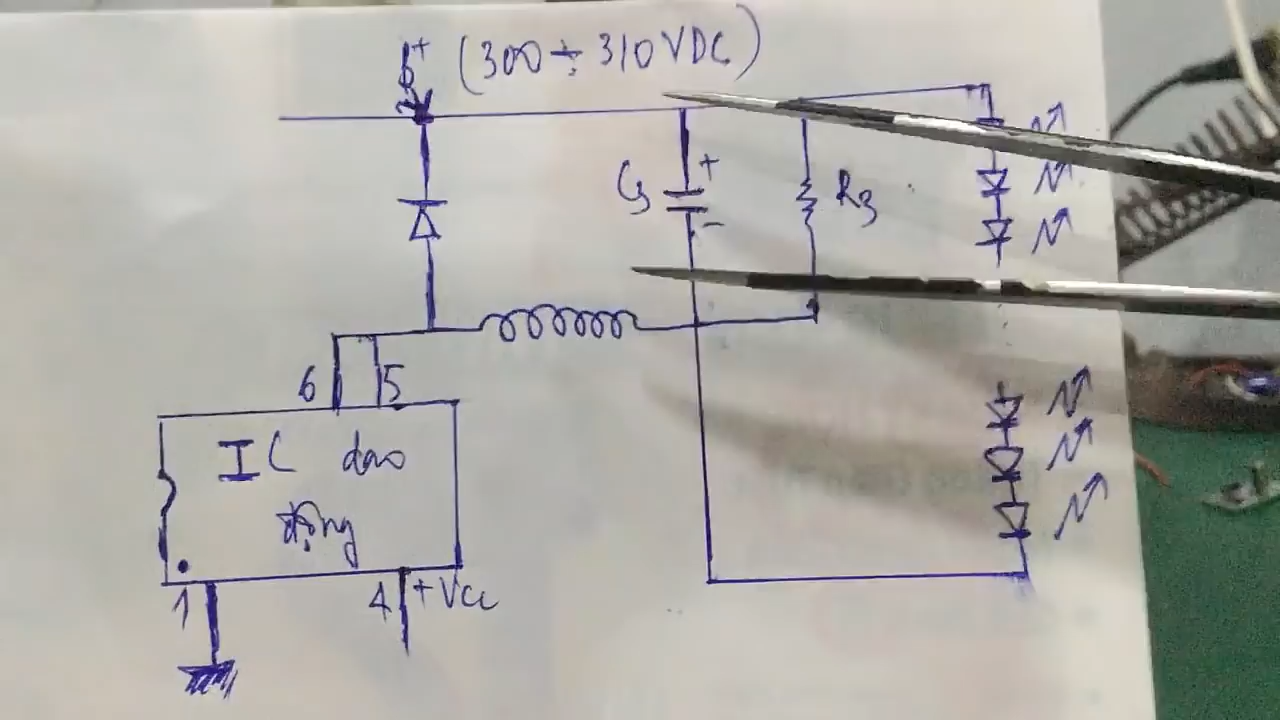 B+ (300÷310VDC)
C3 + R3
-
6 5
IC dao
động
1 4 +Vcc